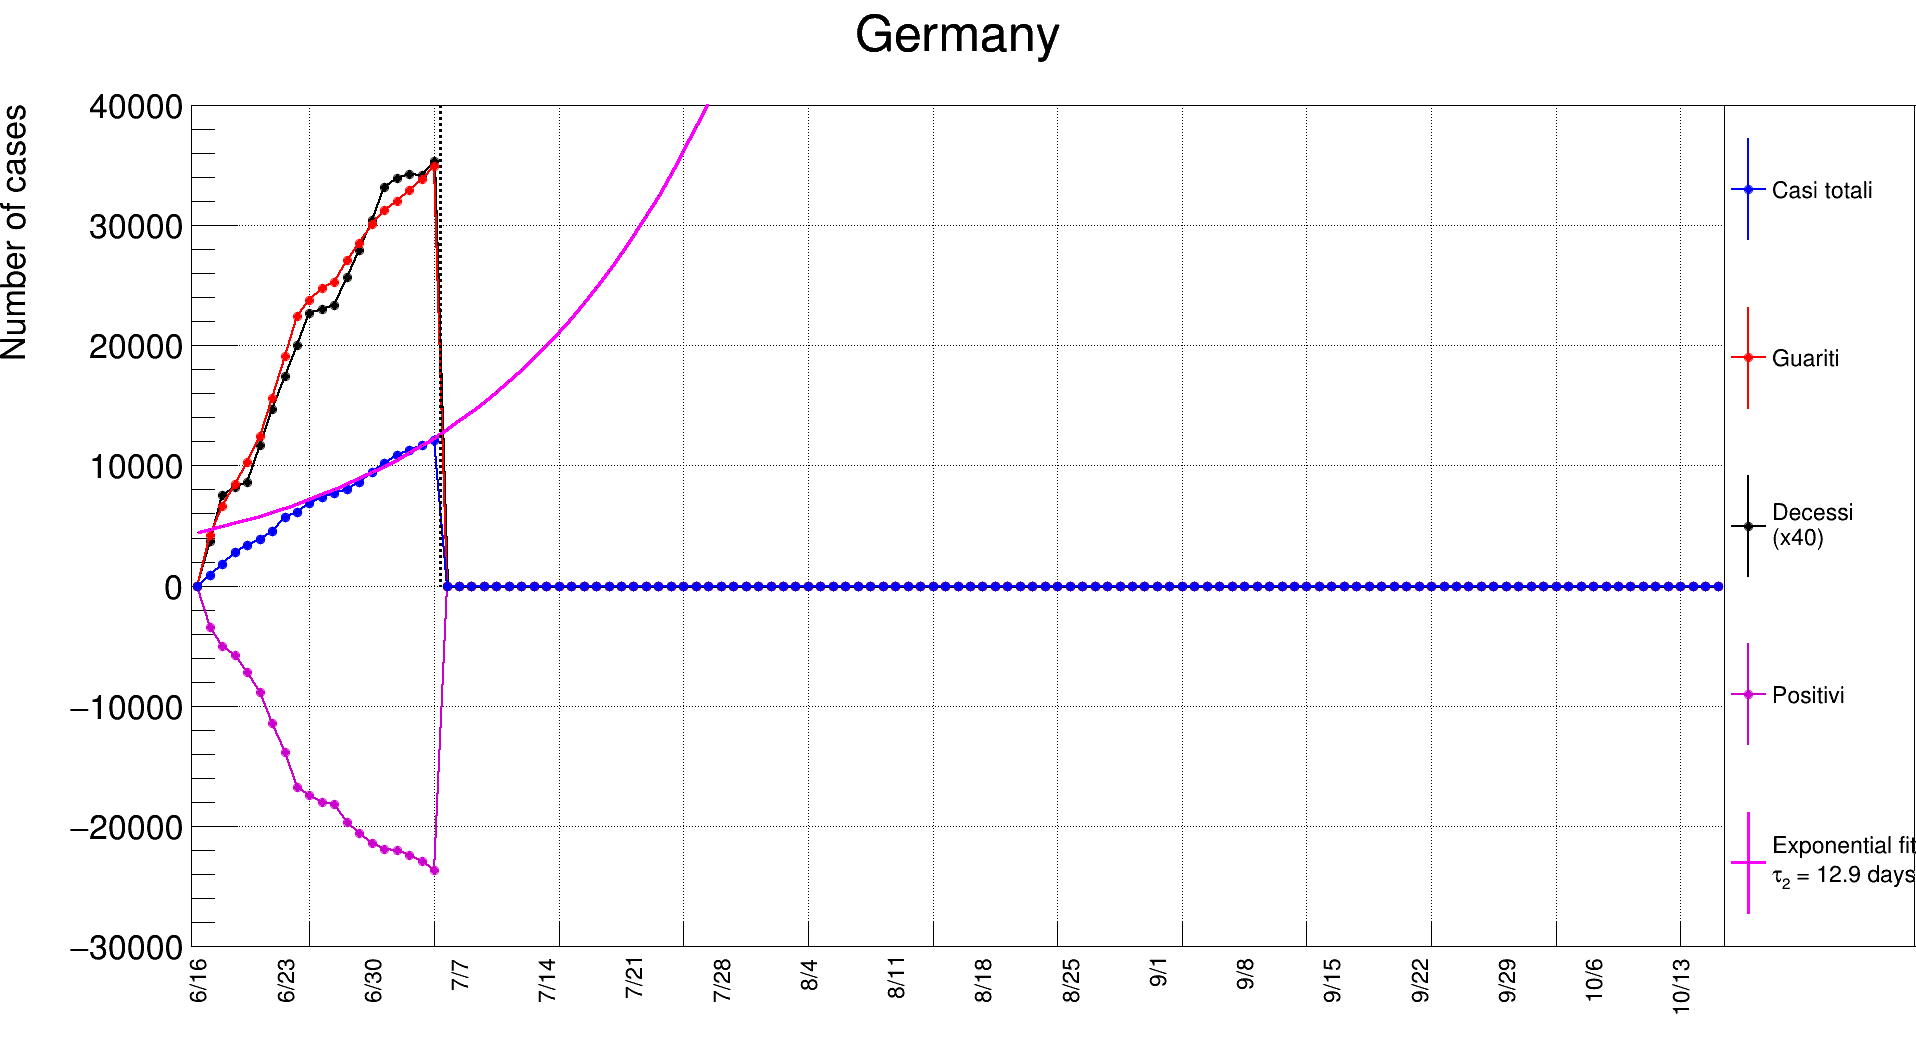 Germany
Number of cases
40000
30000
20000
10000
0
−10000
−20000
−30000
6/16
6/23
6/30
7/7
7/14
7/21
7/28
8/4
8/11
8/18
8/25
9/1
9/8
9/15
9/22
9/29
10/6
10/13
Casi totali
Guariti
Decessi
(x40)
Positivi
Exponential fit
τ2 = 12.9 days